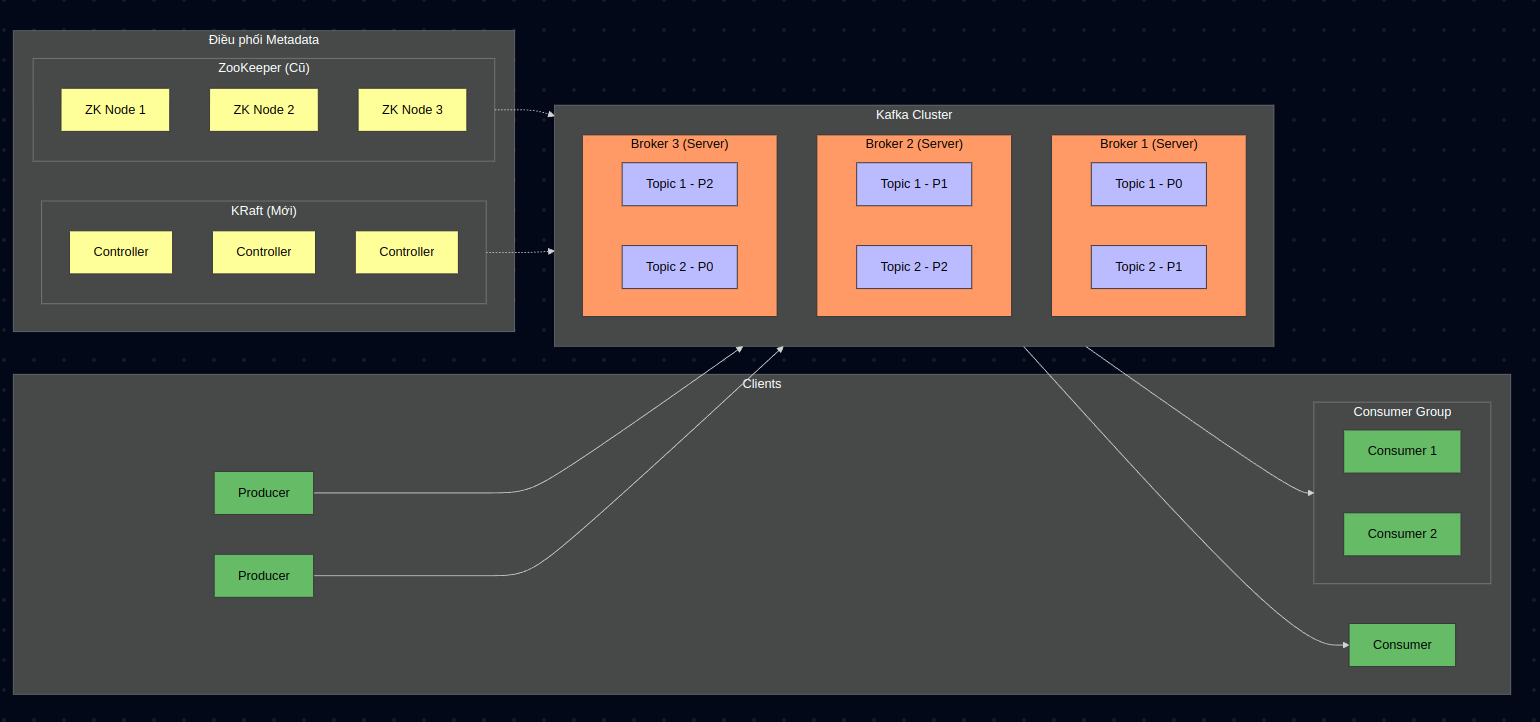 Điều phối Metadata
ZooKeeper (Cũ)
ZK Node 1
ZK Node 2
ZK Node 3
KRaft (Mới)
Controller
Controller
Controller
Kafka Cluster
Broker 3 (Server)
Topic 1 - P2
Topic 2 - P0
Broker 2 (Server)
Topic 1 - P1
Topic 2 - P2
Broker 1 (Server)
Topic 1 - P0
Topic 2 - P1
Clients
Producer
Producer
Consumer Group
Consumer 1
Consumer 2
Consumer